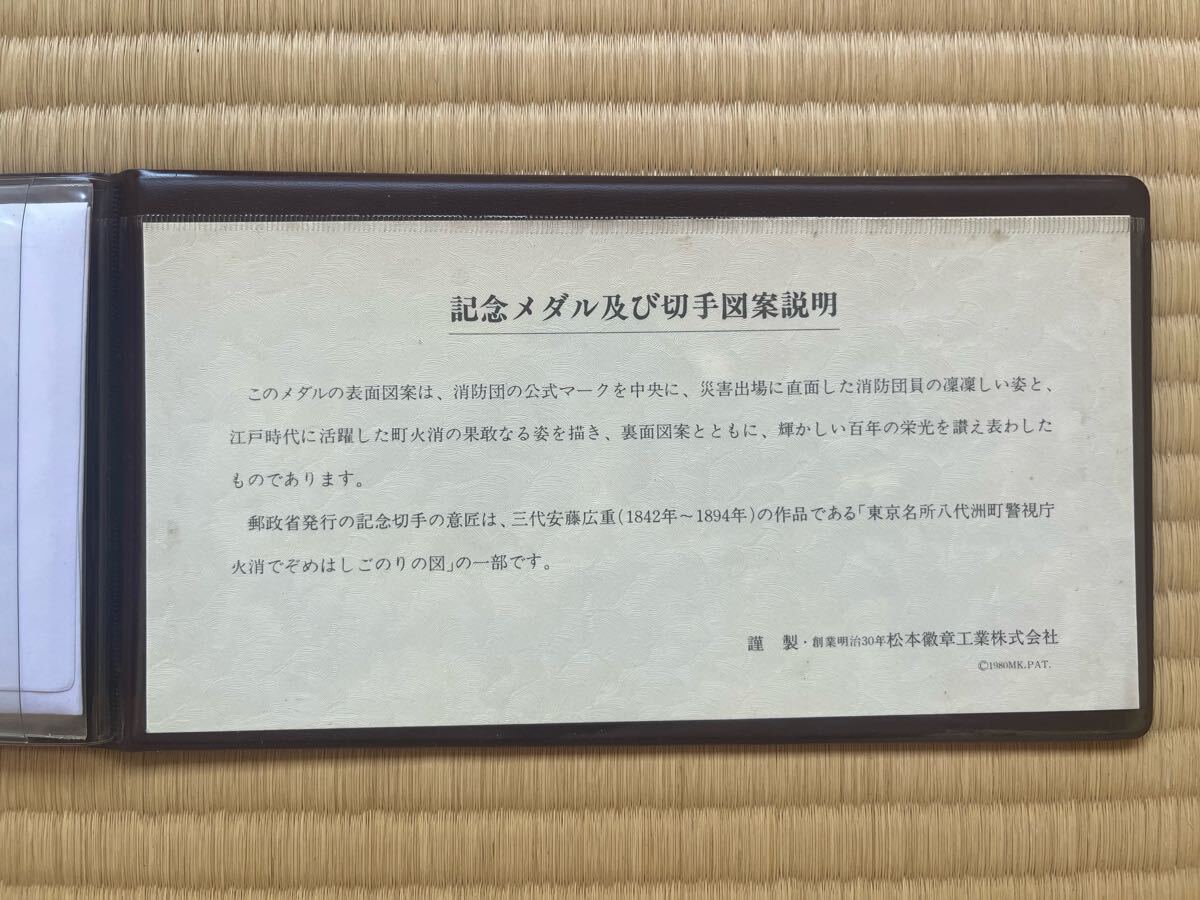 記念メダル及び切手図案説明
このメダルの表面図案は、消防団の公式マークを中央に、災害出場に直面した消防団員の凜凜しい姿と、
江戸時代に活躍した町火消の果敢なる姿を描き、裏面図案とともに、輝かしい百年の栄光を讃え表わした
ものであります。
郵政省発行の記念切手の意匠は、三代安藤広重(1842年〜1894年)の作品である「東京名所八代洲町警視庁
火消でぞめはしごのりの図」の一部です。
謹 製・創業明治30年松本徽章工業株式会社
©1980MK.PAT.